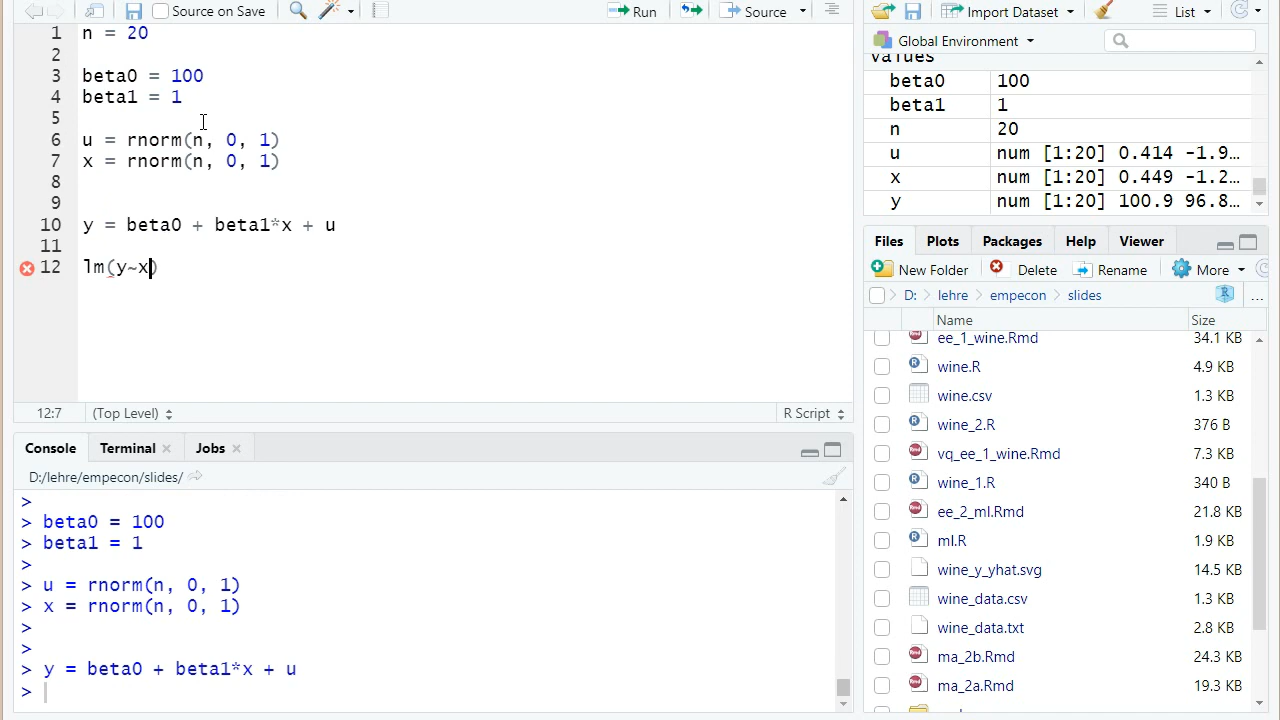 Source on Save
Run
Source
1 n = 20
2
3 beta0 = 100
4 beta1 = 1
5
6 u = rnorm(n, 0, 1)
7 x = rnorm(n, 0, 1)
8
9
10 y = beta0 + beta1*x + u
11
12 lm(y~x)
12:7 (Top Level) R Script
Console Terminal Jobs
D:/lehre/empecon/slides/
>
> beta0 = 100
> beta1 = 1
>
> u = rnorm(n, 0, 1)
> x = rnorm(n, 0, 1)
>
>
> y = beta0 + beta1*x + u
>
Import Dataset List
Global Environment
values
beta0 100
beta1 1
n 20
u num [1:20] 0.414 -1.9…
x num [1:20] 0.449 -1.2…
y num [1:20] 100.9 96.8…
Files Plots Packages Help Viewer
New Folder Delete Rename More
D: lehre empecon slides ...
Name Size
ee_1_wine.Rmd 34.1 KB
wine.R 4.9 KB
wine.csv 1.3 KB
wine_2.R 376 B
vq_ee_1_wine.Rmd 7.3 KB
wine_1.R 340 B
ee_2_ml.Rmd 21.8 KB
ml.R 1.9 KB
wine_y_yhat.svg 14.5 KB
wine_data.csv 1.3 KB
wine_data.txt 2.8 KB
ma_2b.Rmd 24.3 KB
ma_2a.Rmd 19.3 KB